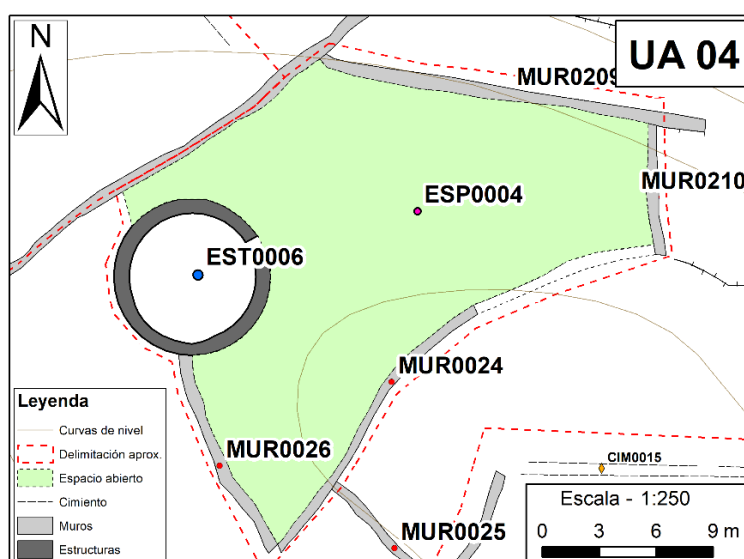 N
UA 04
MUR0209
MUR0210
ESP0004
EST0006
MUR0024
MUR0026
MUR0025
CIM0015
Leyenda
Curvas de nivel
Delimitación aprox.
Espacio abierto
Cimiento
Muros
Estructuras
Escala - 1:250
0 3 6 9 m